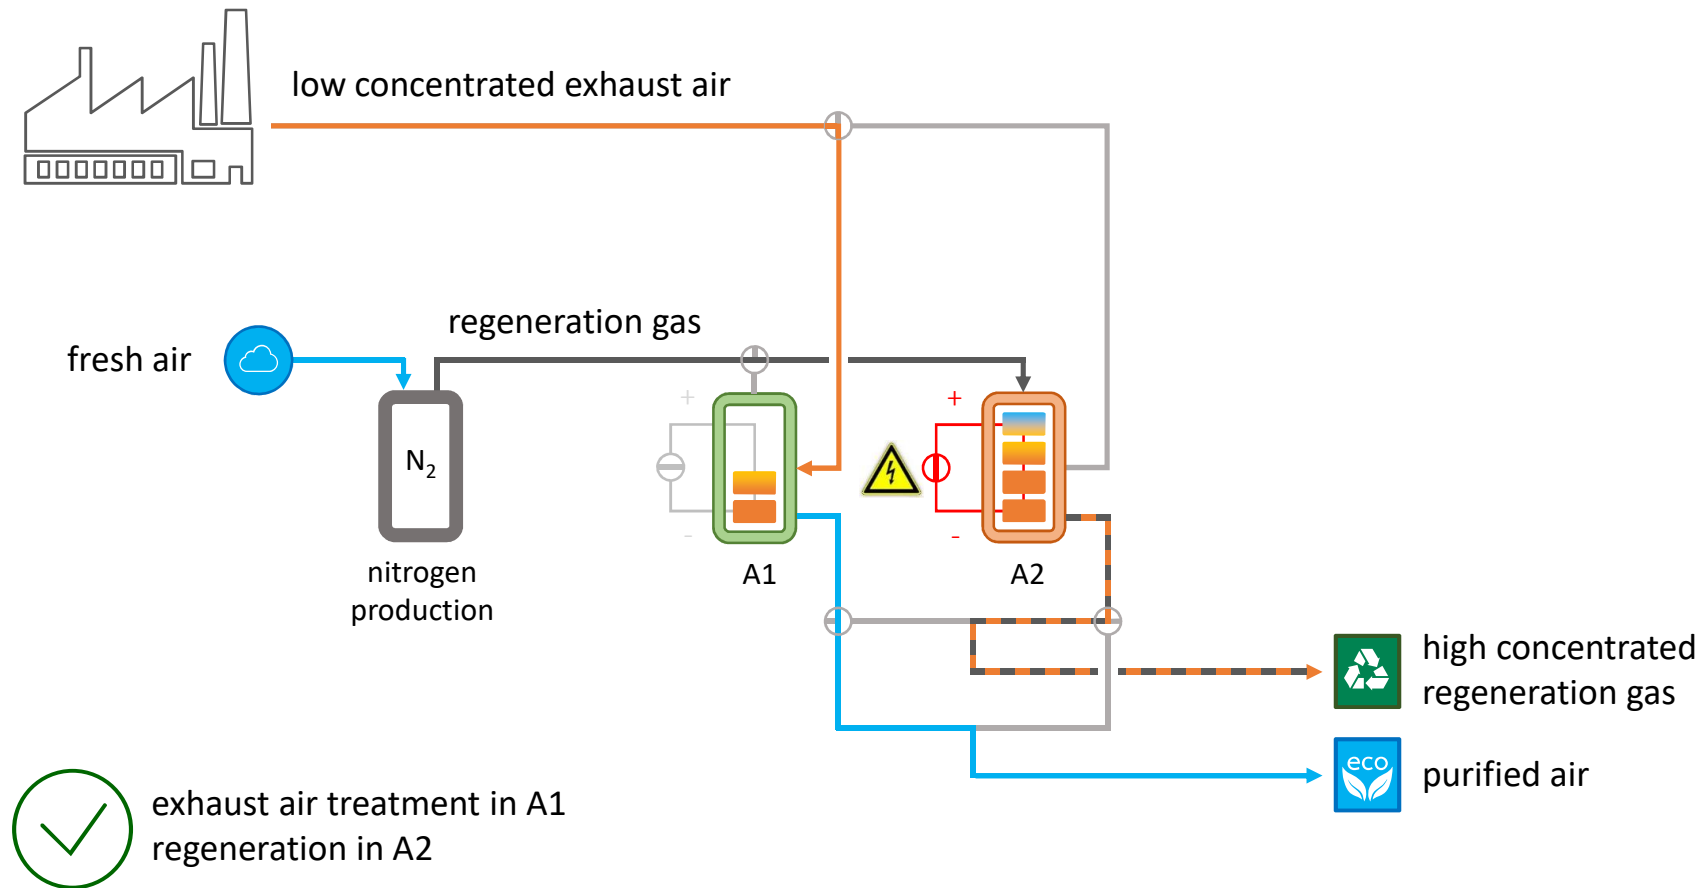 low concentrated exhaust air
regeneration gas
fresh air
+
+
N2
-
-
A1
A2
nitrogen
production
high concentrated
regeneration gas
eco
purified air
exhaust air treatment in A1
regeneration in A2